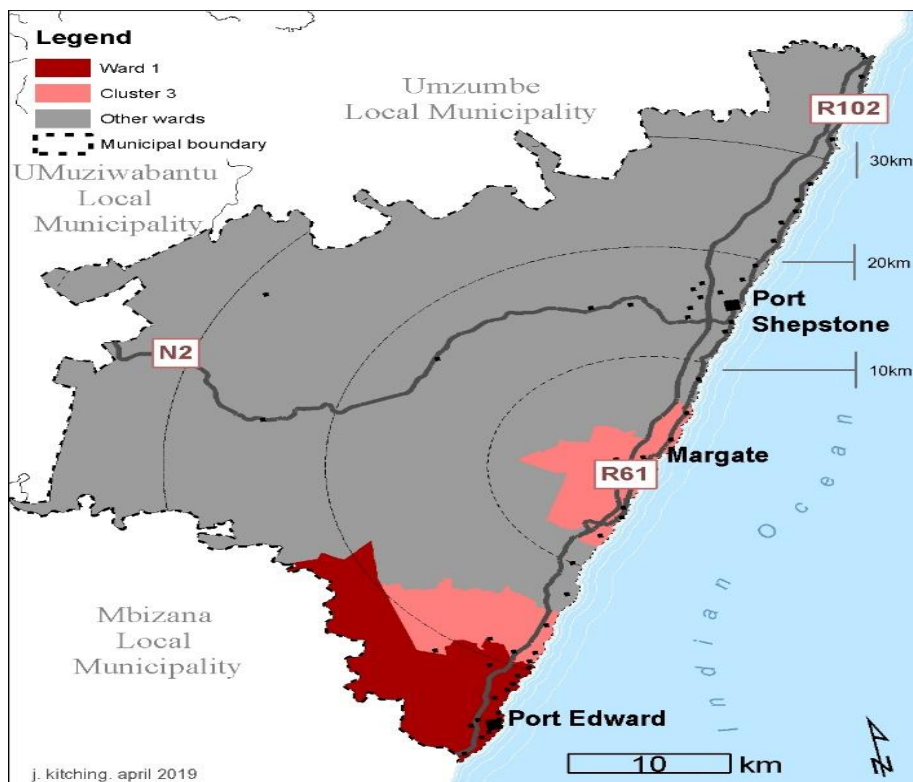 Legend
Ward 1
Cluster 3
Other wards
Municipal boundary
Umzumbe
Local Municipality
UMuziwabantu
Local
Municipality
R102
30km
20km
Port
Shepstone
N2
10km
Margate
R61
Indian Ocean
Mbizana
Local
Municipality
Port Edward
N
10 km
j. kitching. april 2019